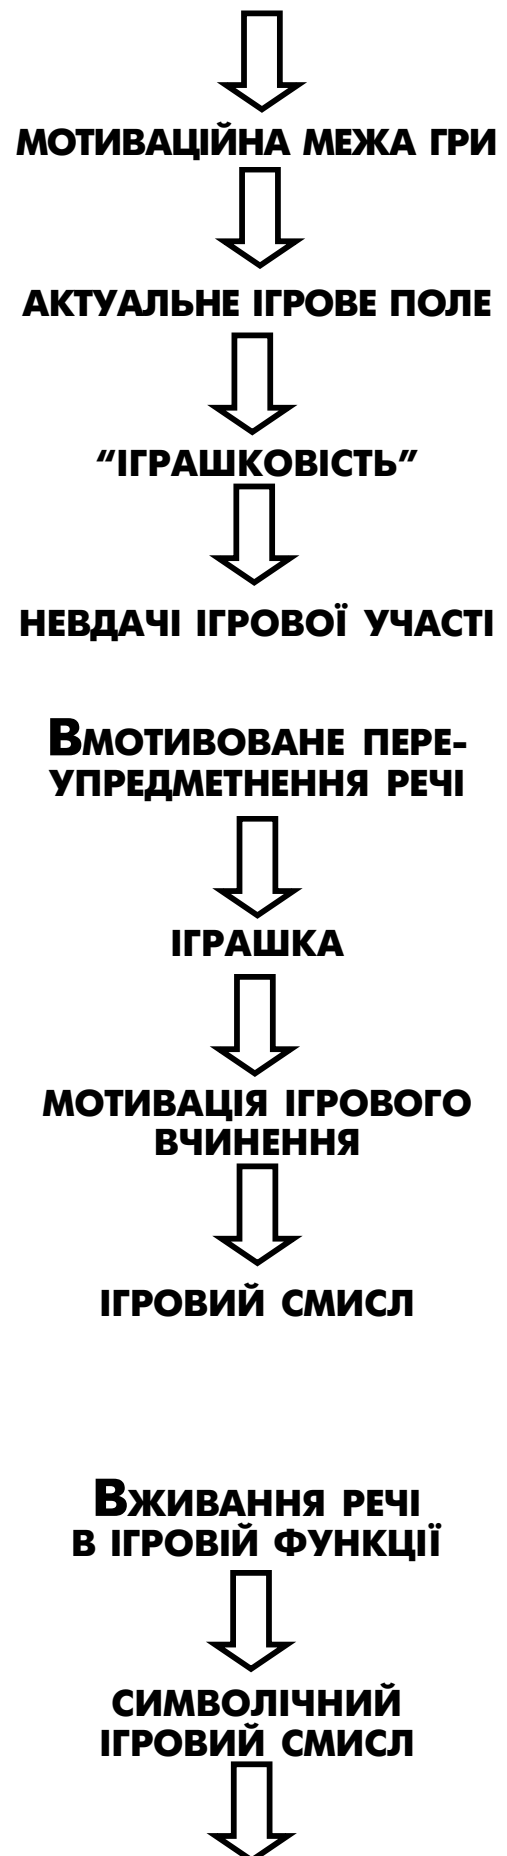 МОТИВАЦІЙНА МЕЖА ГРИ
АКТУАЛЬНЕ ІГРОВЕ ПОЛЕ
“ІГРАШКОВІСТЬ”
НЕВДАЧІ ІГРОВОЇ УЧАСТІ
ВМОТИВОВАНЕ ПЕРЕ-
УПРЕДМЕТНЕННЯ РЕЧІ
ІГРАШКА
МОТИВАЦІЯ ІГРОВОГО
ВЧИНЕННЯ
ІГРОВИЙ СМИСЛ
ВЖИВАННЯ РЕЧІ
В ІГРОВІЙ ФУНКЦІЇ
СИМВОЛІЧНИЙ
ІГРОВИЙ СМИСЛ